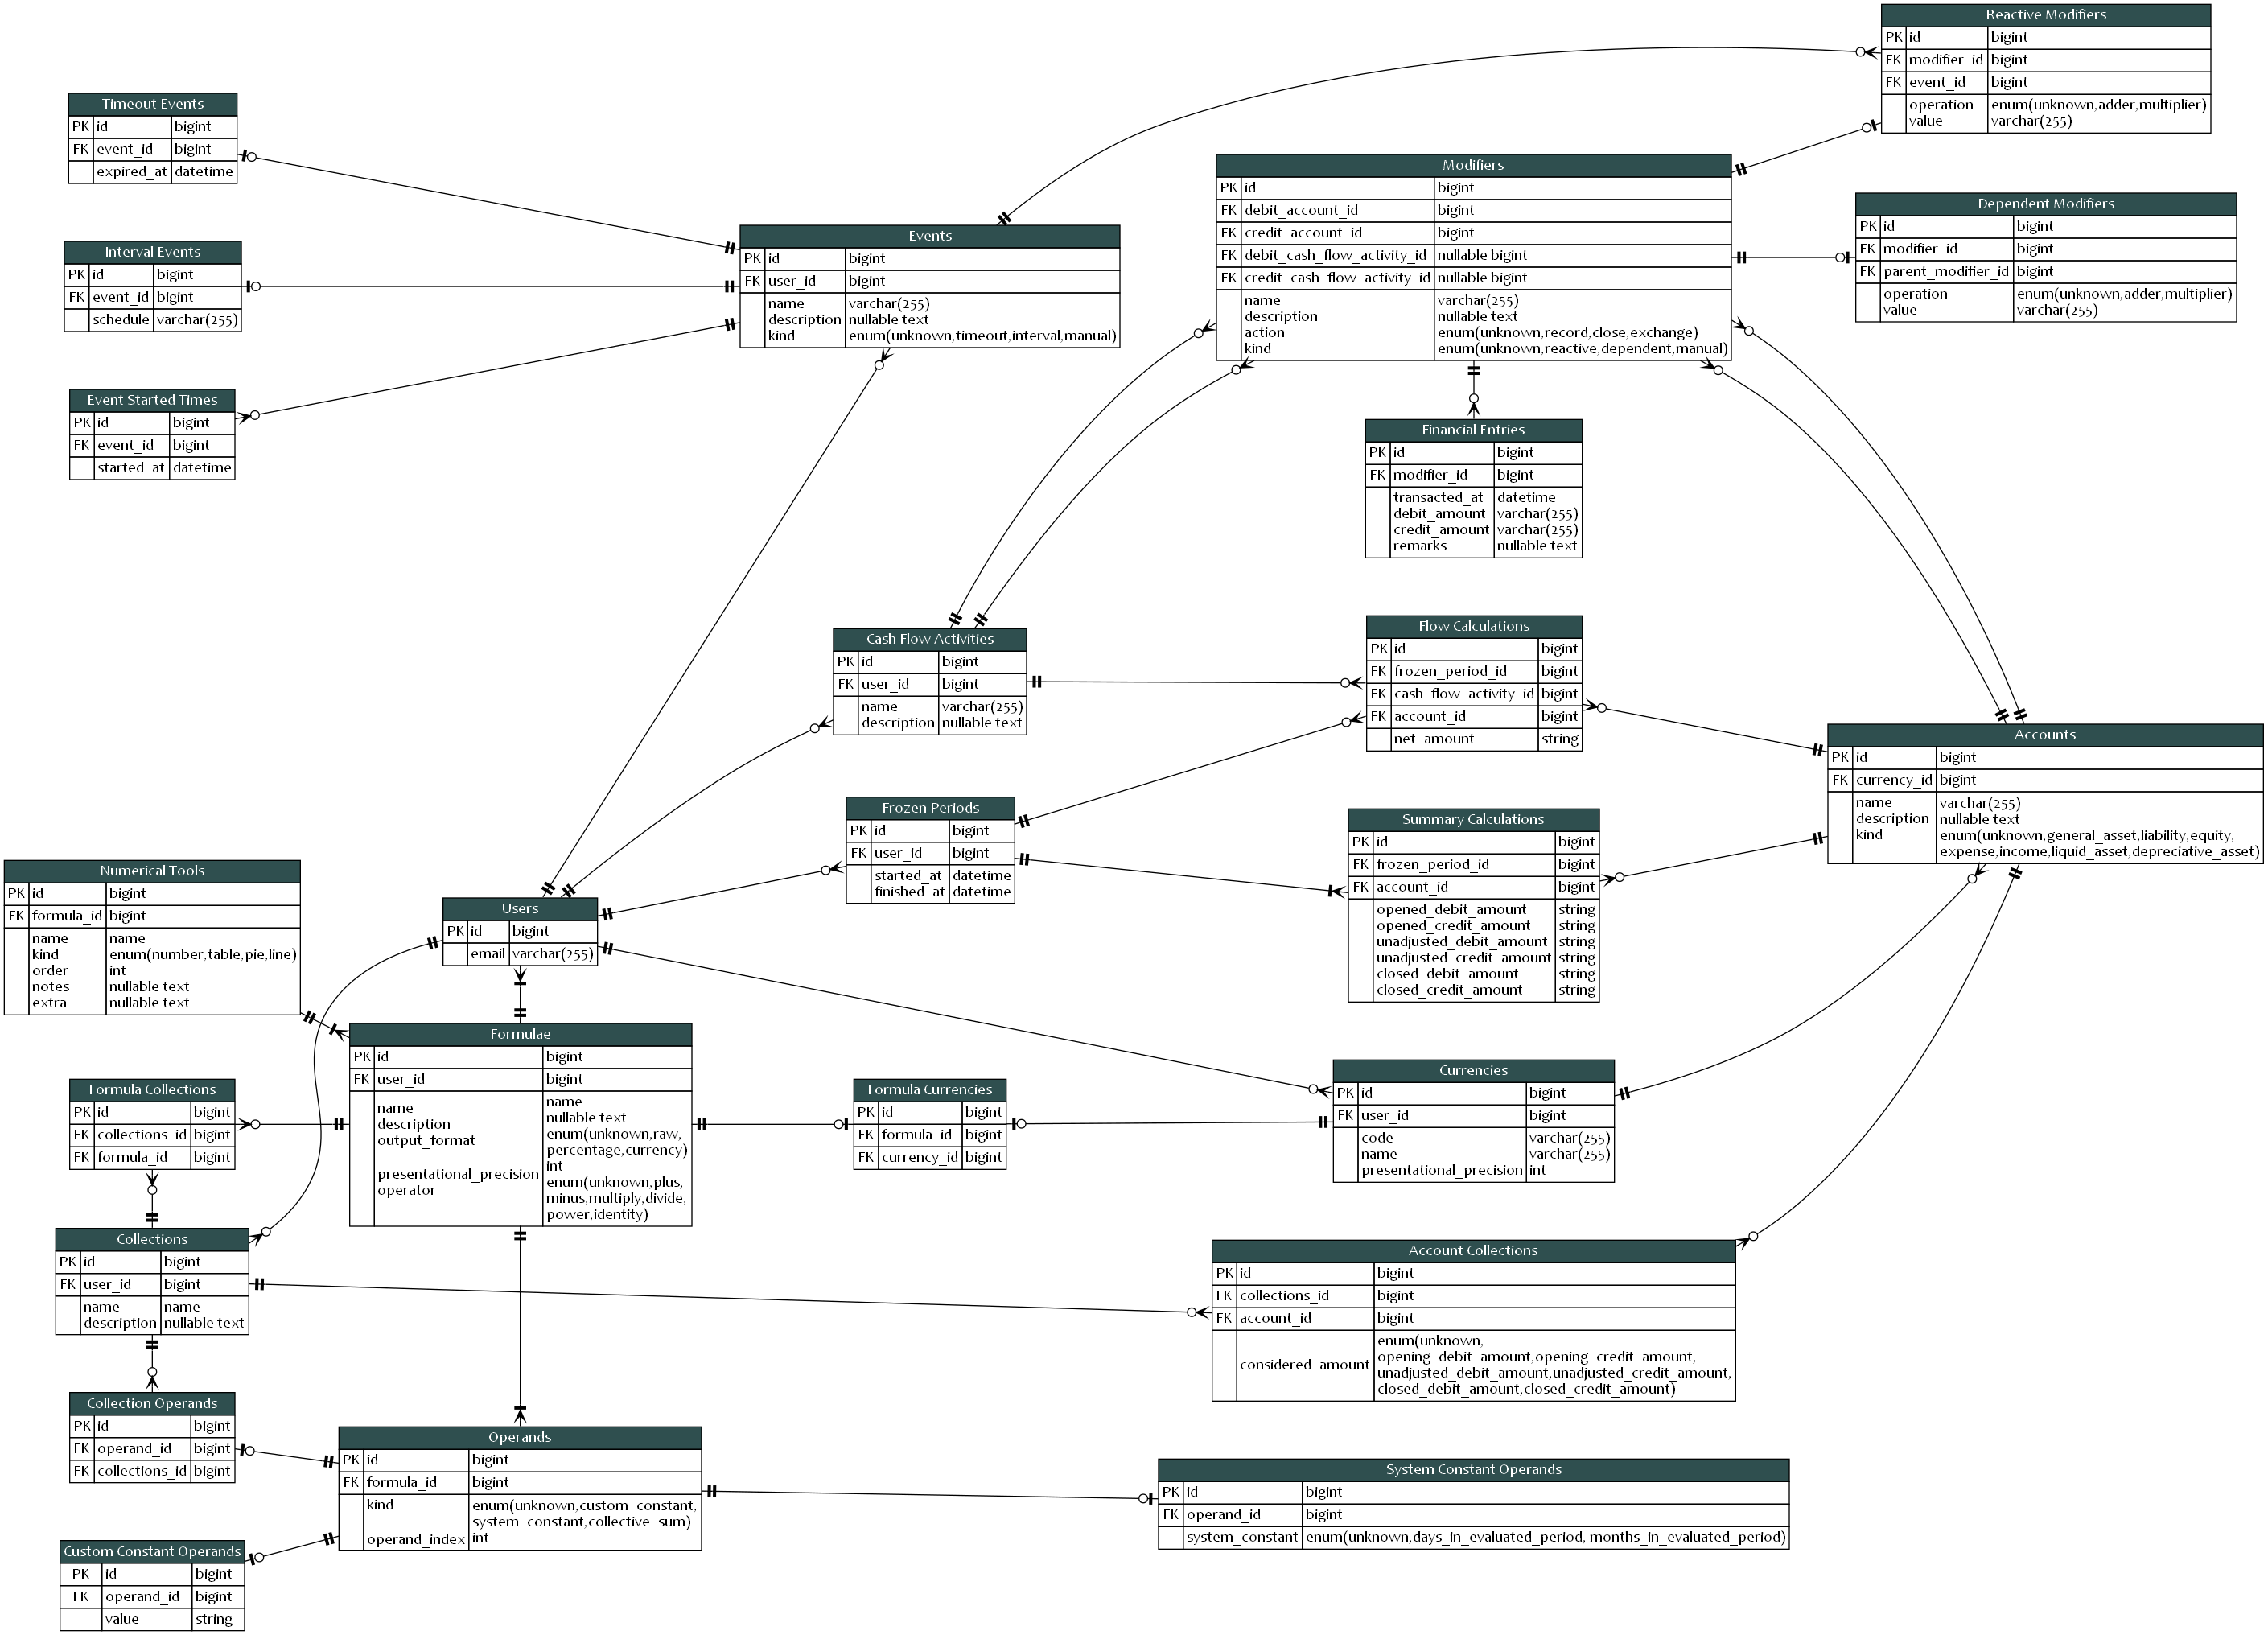 Reactive Modifiers
PK id bigint
FK modifier_id bigint
FK event_id bigint
operation enum(unknown,adder,multiplier)
value varchar(255)
Timeout Events
PK id bigint
FK event_id bigint
expired_at datetime
Modifiers
PK id bigint
FK debit_account_id bigint
FK credit_account_id bigint
FK debit_cash_flow_activity_id nullable bigint
FK credit_cash_flow_activity_id nullable bigint
name varchar(255)
description nullable text
action enum(unknown,record,close,exchange)
kind enum(unknown,reactive,dependent,manual)
Dependent Modifiers
PK id bigint
FK modifier_id bigint
FK parent_modifier_id bigint
operation enum(unknown,adder,multiplier)
value varchar(255)
Interval Events
PK id bigint
FK event_id bigint
schedule varchar(255)
Events
PK id bigint
FK user_id bigint
name varchar(255)
description nullable text
kind enum(unknown,timeout,interval,manual)
Event Started Times
PK id bigint
FK event_id bigint
started_at datetime
Financial Entries
PK id bigint
FK modifier_id bigint
transacted_at datetime
debit_amount varchar(255)
credit_amount varchar(255)
remarks nullable text
Cash Flow Activities
PK id bigint
FK user_id bigint
name varchar(255)
description nullable text
Flow Calculations
PK id bigint
FK frozen_period_id bigint
FK cash_flow_activity_id bigint
FK account_id bigint
net_amount string
Accounts
PK id bigint
FK currency_id bigint
name varchar(255)
description nullable text
kind enum(unknown,general_asset,liability,equity,
expense,income,liquid_asset,depreciative_asset)
Frozen Periods
PK id bigint
FK user_id bigint
started_at datetime
finished_at datetime
Summary Calculations
PK id bigint
FK frozen_period_id bigint
FK account_id bigint
opened_debit_amount string
opened_credit_amount string
unadjusted_debit_amount string
unadjusted_credit_amount string
closed_debit_amount string
closed_credit_amount string
Numerical Tools
PK id bigint
FK formula_id bigint
name name
kind enum(number,table,pie,line)
order int
notes nullable text
extra nullable text
Users
PK id bigint
email varchar(255)
Formulae
PK id bigint
FK user_id bigint
name name
description nullable text
output_format enum(unknown,raw,
percentage,currency)
presentational_precision int
operator enum(unknown,plus,
minus,multiply,divide,
power,identity)
Formula Collections
PK id bigint
FK collections_id bigint
FK formula_id bigint
Formula Currencies
PK id bigint
FK formula_id bigint
FK currency_id bigint
Currencies
PK id bigint
FK user_id bigint
code varchar(255)
name varchar(255)
presentational_precision int
Collections
PK id bigint
FK user_id bigint
name name
description nullable text
Account Collections
PK id bigint
FK collections_id bigint
FK account_id bigint
considered_amount enum(unknown,
opening_debit_amount,opening_credit_amount,
unadjusted_debit_amount,unadjusted_credit_amount,
closed_debit_amount,closed_credit_amount)
Collection Operands
PK id bigint
FK operand_id bigint
FK collections_id bigint
Operands
PK id bigint
FK formula_id bigint
kind enum(unknown,custom_constant,
system_constant,collective_sum)
operand_index int
System Constant Operands
PK id bigint
FK operand_id bigint
system_constant enum(unknown,days_in_evaluated_period, months_in_evaluated_period)
Custom Constant Operands
PK id bigint
FK operand_id bigint
value string